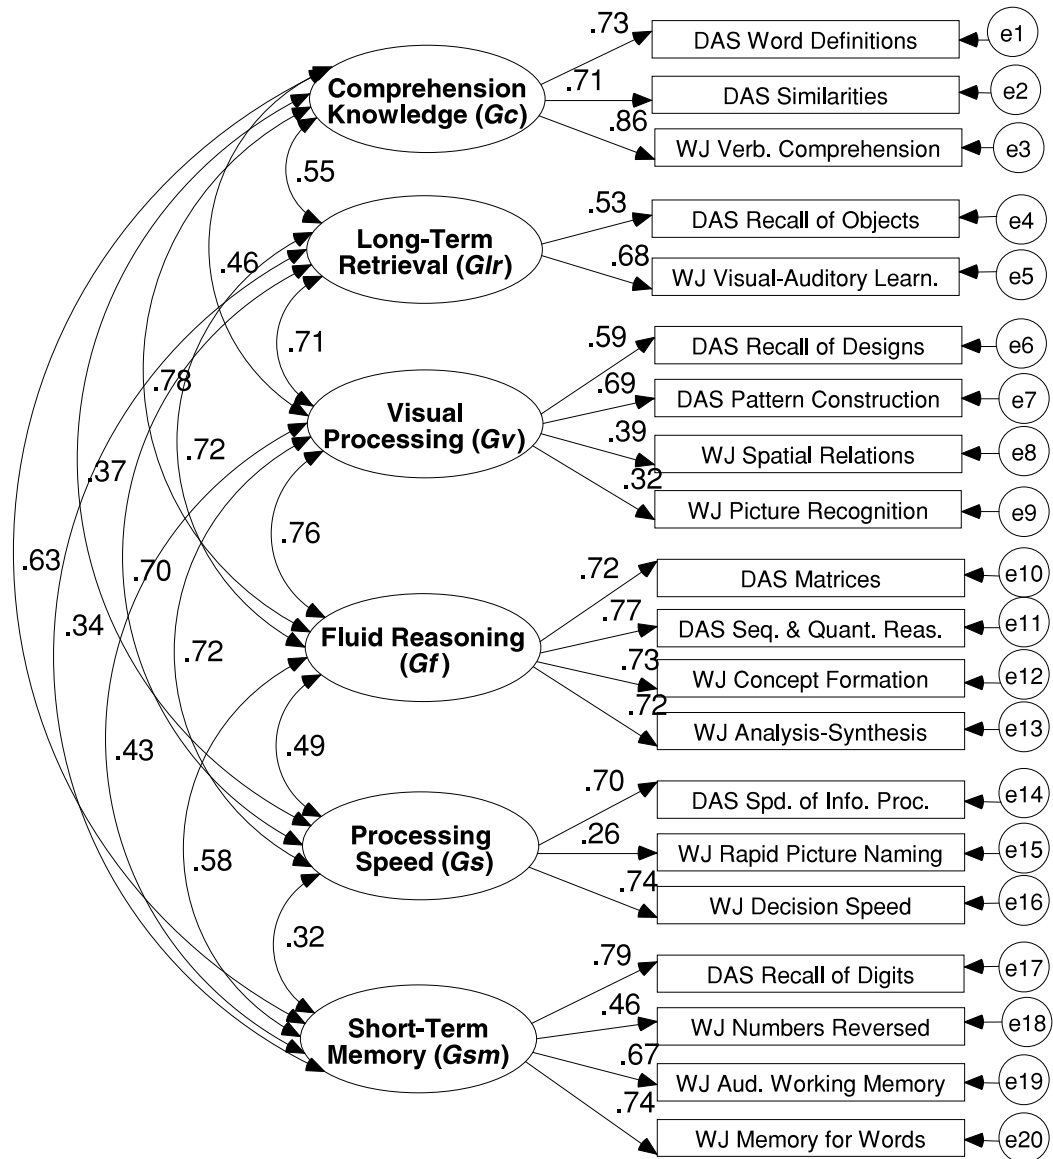 .73
DAS Word Definitions
e1
Comprehension
Knowledge (Gc)
.71
DAS Similarities
e2
.86
WJ Verb. Comprehension
e3
.55
.53
DAS Recall of Objects
e4
Long-Term
Retrieval (Glr)
.68
WJ Visual-Auditory Learn.
e5
.46
.71
.59
DAS Recall of Designs
e6
.78
.69
DAS Pattern Construction
e7
Visual
Processing (Gv)
.39
WJ Spatial Relations
e8
.72
.32
WJ Picture Recognition
e9
.37
.76
.63
.70
.72
DAS Matrices
e10
.34
.77
DAS Seq. & Quant. Reas.
e11
Fluid Reasoning
(Gf)
.72
.73
WJ Concept Formation
e12
.72
WJ Analysis-Synthesis
e13
.43
.49
.70
DAS Spd. of Info. Proc.
e14
Processing
Speed (Gs)
.26
WJ Rapid Picture Naming
e15
.58
.74
WJ Decision Speed
e16
.32
.79
DAS Recall of Digits
e17
Short-Term
Memory (Gsm)
.46
WJ Numbers Reversed
e18
.67
WJ Aud. Working Memory
e19
.74
WJ Memory for Words
e20